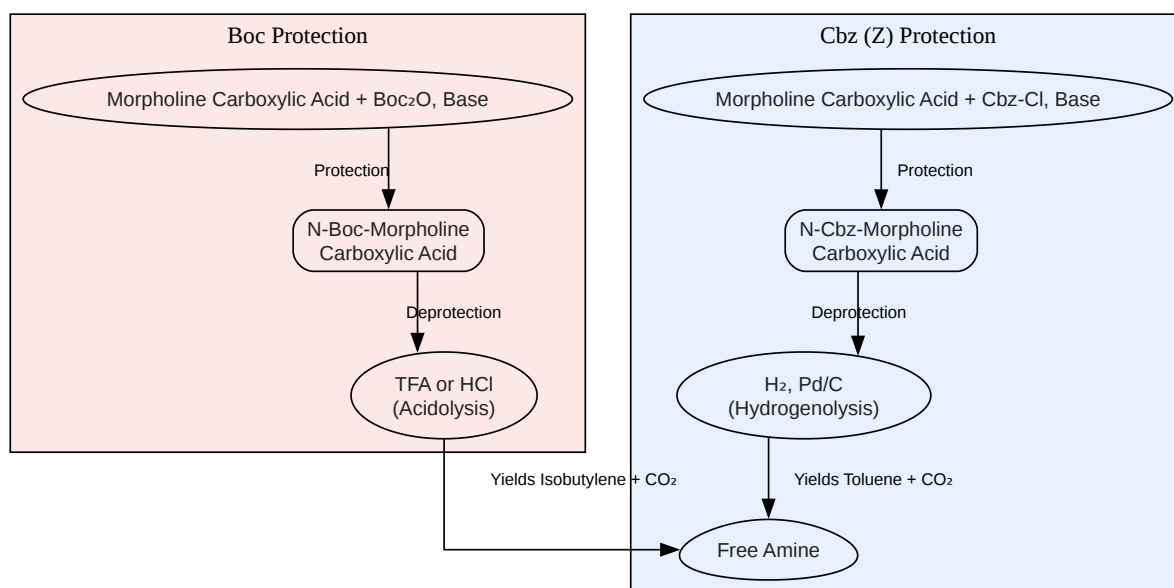 Boc Protection
Morpholine Carboxylic Acid + Boc₂O, Base
Protection
N-Boc-Morpholine
Carboxylic Acid
Deprotection
TFA or HCl
(Acidolysis)
Yields Isobutylene + CO₂
Cbz (Z) Protection
Morpholine Carboxylic Acid + Cbz-Cl, Base
Protection
N-Cbz-Morpholine
Carboxylic Acid
Deprotection
H₂, Pd/C
(Hydrogenolysis)
Yields Toluene + CO₂
Free Amine